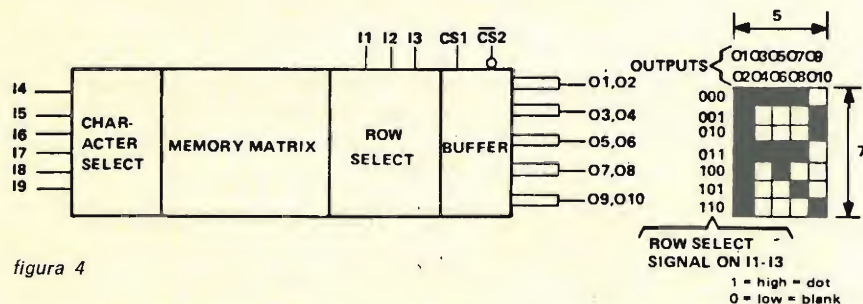 I1 I2 I3 CS1 C̅S̅2̅
I4
I5
I6
I7
I8
I9
CHAR-
ACTER
SELECT
MEMORY MATRIX
ROW
SELECT
BUFFER
O1,O2
O3,O4
O5,O6
O7,O8
O9,O10
5
OUTPUTS
O1O3O5O7O9
O2O4O6O8O10
000
001
010
011
100
101
110
7
ROW SELECT
SIGNAL ON I1-I3
1 = high = dot
0 = low = blank
figura 4